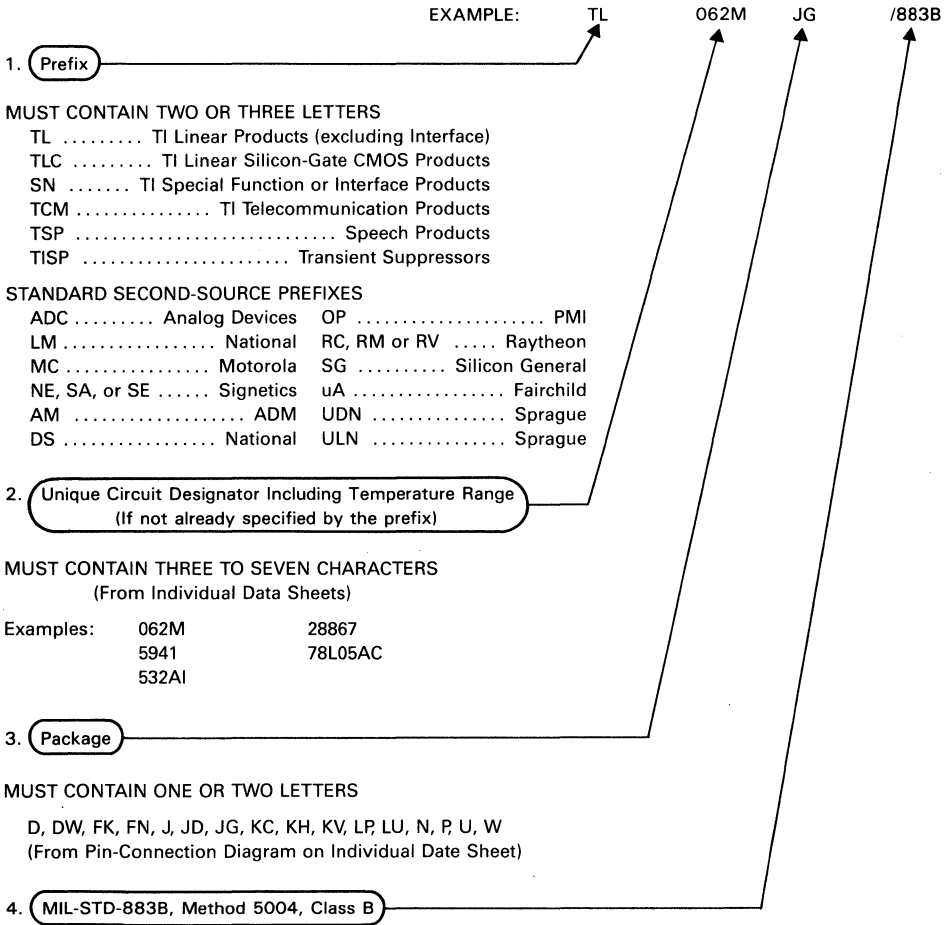 EXAMPLE: TL 062M JG /883B
1. Prefix
MUST CONTAIN TWO OR THREE LETTERS
TL ......... TI Linear Products (excluding Interface)
TLC ......... TI Linear Silicon-Gate CMOS Products
SN ....... TI Special Function or Interface Products
TCM ............... TI Telecommunication Products
TSP ............................ Speech Products
TISP ...................... Transient Suppressors
STANDARD SECOND-SOURCE PREFIXES
ADC ......... Analog Devices OP ..................... PMI
LM ................. National RC, RM or RV ..... Raytheon
MC ................ Motorola SG .......... Silicon General
NE, SA, or SE ...... Signetics uA ................. Fairchild
AM ................... ADM UDN ............... Sprague
DS ................. National ULN ............... Sprague
2. Unique Circuit Designator Including Temperature Range
(If not already specified by the prefix)
MUST CONTAIN THREE TO SEVEN CHARACTERS
(From Individual Data Sheets)
Examples: 062M 28867
5941 78L05AC
532AI
3. Package
MUST CONTAIN ONE OR TWO LETTERS
D, DW, FK, FN, J, JD, JG, KC, KH, KV, LP, LU, N, P, U, W
(From Pin-Connection Diagram on Individual Date Sheet)
4. MIL-STD-883B, Method 5004, Class B